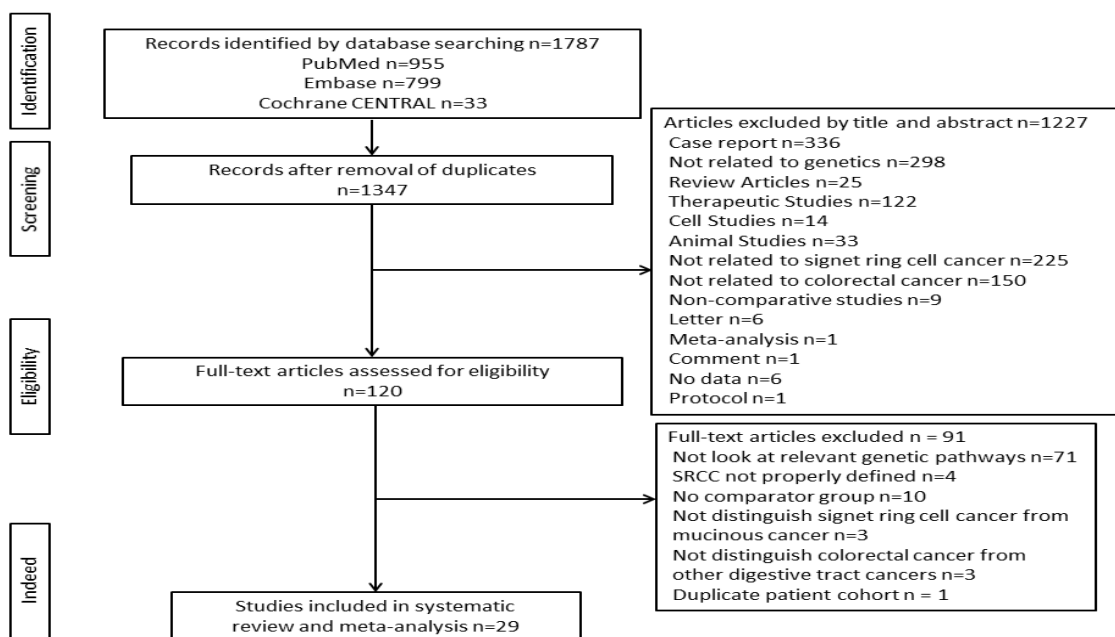 Identification
Records identified by database searching n=1787
PubMed n=955
Embase n=799
Cochrane CENTRAL n=33
Screening
Records after removal of duplicates
n=1347
Articles excluded by title and abstract n=1227
Case report n=336
Not related to genetics n=298
Review Articles n=25
Therapeutic Studies n=122
Cell Studies n=14
Animal Studies n=33
Not related to signet ring cell cancer n=225
Not related to colorectal cancer n=150
Non-comparative studies n=9
Letter n=6
Meta-analysis n=1
Comment n=1
No data n=6
Protocol n=1
Eligibility
Full-text articles assessed for eligibility
n=120
Full-text articles excluded n = 91
Not look at relevant genetic pathways n=71
SRCC not properly defined n=4
No comparator group n=10
Not distinguish signet ring cell cancer from
mucinous cancer n=3
Not distinguish colorectal cancer from
other digestive tract cancers n=3
Duplicate patient cohort n = 1
Indeed
Studies included in systematic
review and meta-analysis n=29